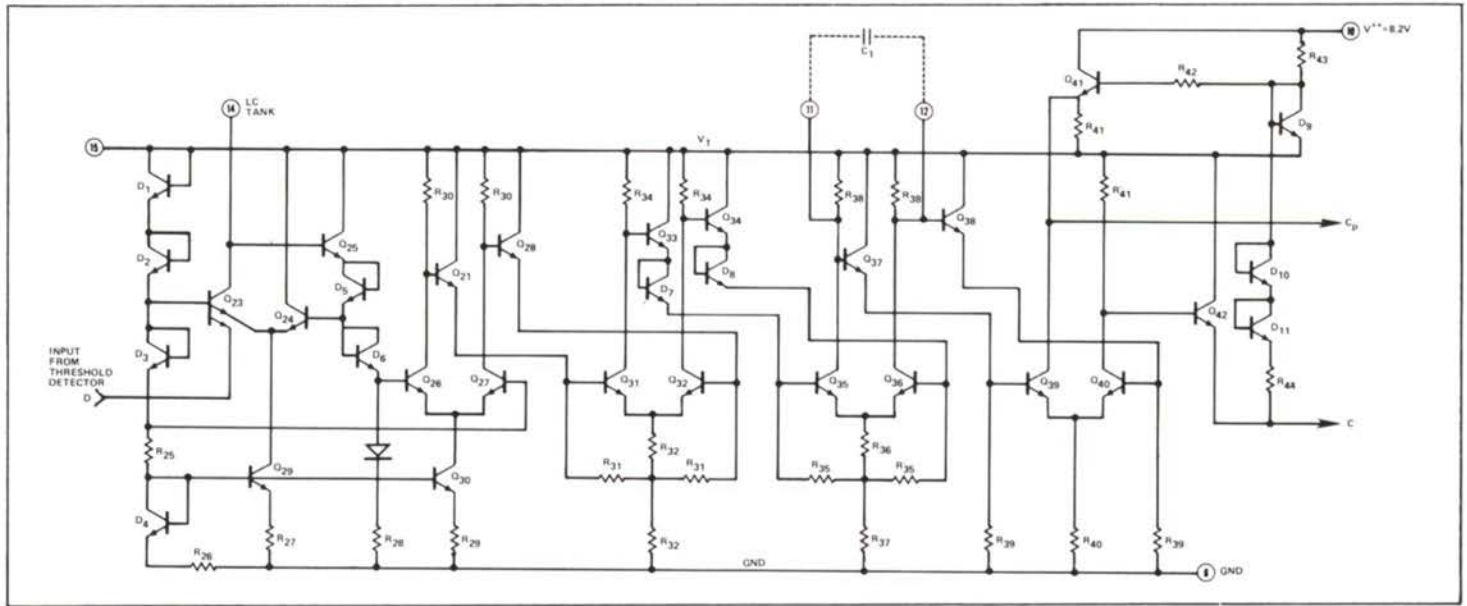 10 V++=8.2V
R43
C1
Q41
R42
14 LC
TANK
11
12
R41
D9
15
V1
D1
R30
R30
R34
R34
R38
R38
Q38
R41
Q34
Q25
Q28
Q33
CP
D2
Q21
Q37
D8
D10
D5
D7
Q23
Q24
Q42
D11
INPUT
FROM
THRESHOLD
DETECTOR
D
D3
D6
Q26
Q27
Q31
Q32
Q35
Q36
Q39
Q40
R44
C
R25
R32
R36
Q29
Q30
R31
R31
R35
R35
D4
R27
R28
R29
R32
R37
R39
R40
R39
R26
GND
6 GND